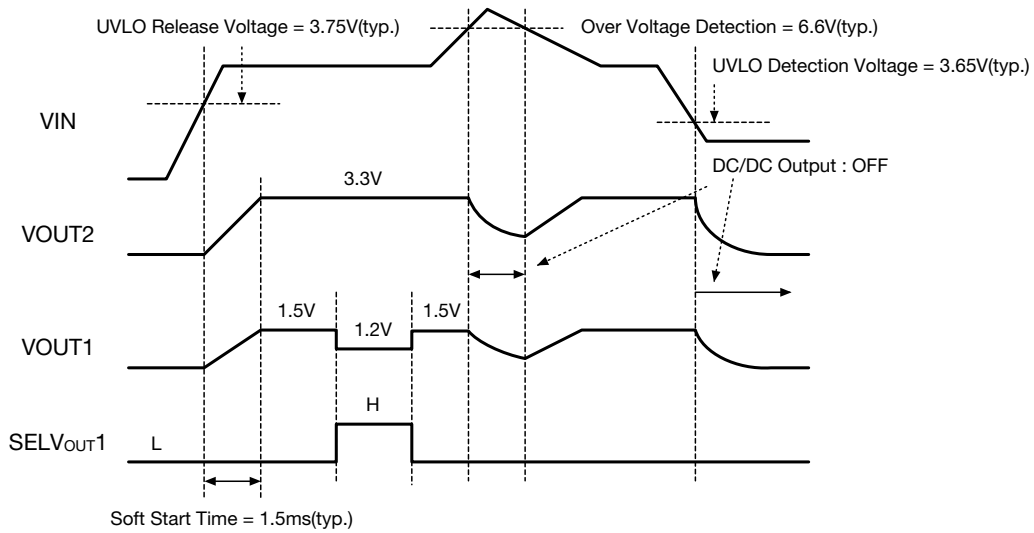 UVLO Release Voltage = 3.75V(typ.)
Over Voltage Detection = 6.6V(typ.)
UVLO Detection Voltage = 3.65V(typ.)
VIN
DC/DC Output : OFF
3.3V
VOUT2
1.5V
1.2V
1.5V
VOUT1
H
SELVOUT1
L
Soft Start Time = 1.5ms(typ.)